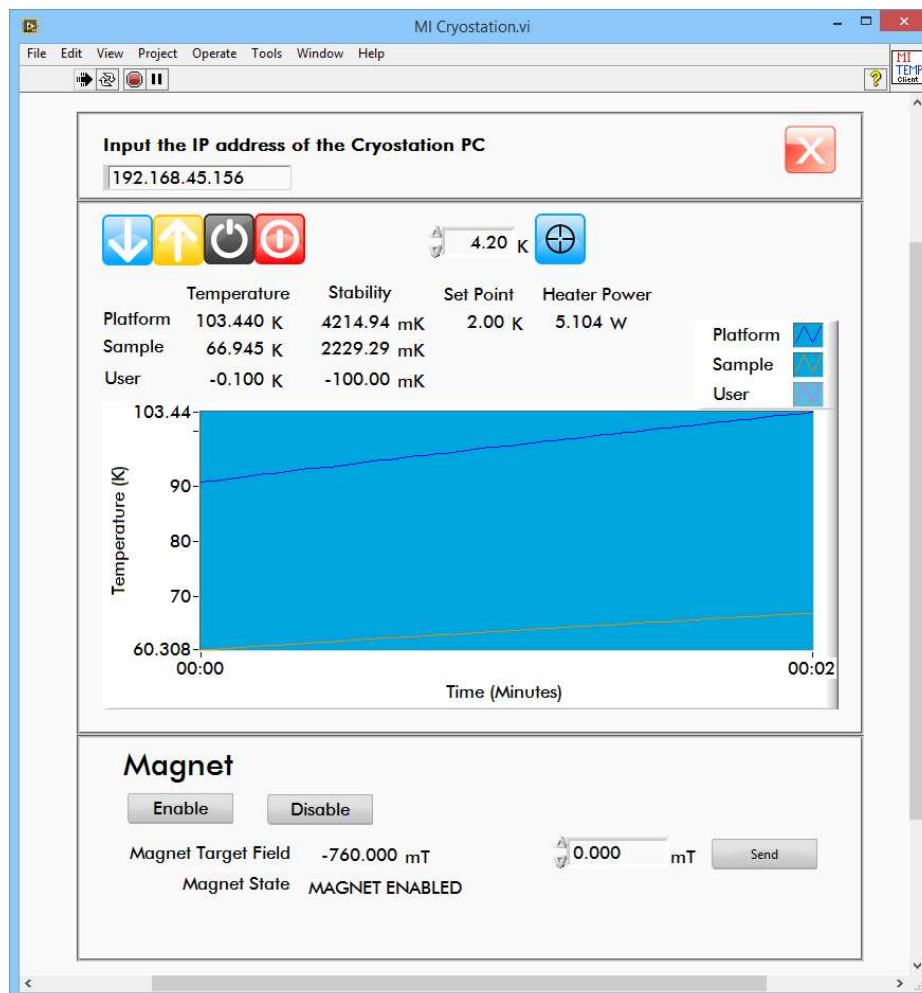 MI Cryostation.vi
File Edit View Project Operate Tools Window Help
MI
TEMP
Client
Input the IP address of the Cryostation PC
192.168.45.156
4.20 K
Temperature Stability Set Point Heater Power
Platform 103.440 K 4214.94 mK 2.00 K 5.104 W
Sample 66.945 K 2229.29 mK
User -0.100 K -100.00 mK
Platform
Sample
User
103.44
90
80
70
60.308
Temperature (K)
00:00 00:02
Time (Minutes)
Magnet
Enable Disable
Magnet Target Field -760.000 mT 0.000 mT Send
Magnet State MAGNET ENABLED